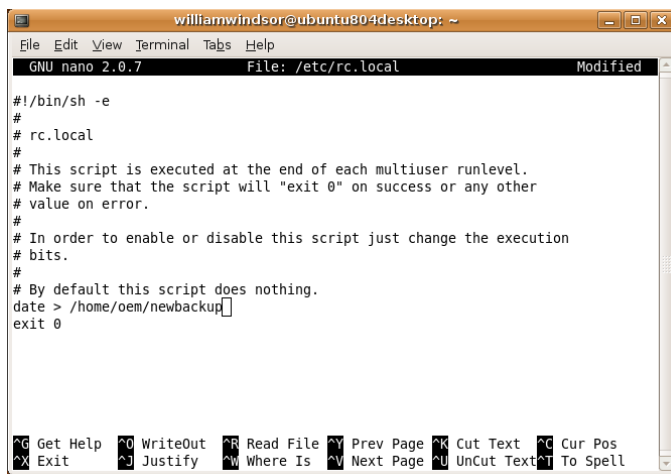 williamwindsor@ubuntu804desktop: ~
File Edit View Terminal Tabs Help
GNU nano 2.0.7 File: /etc/rc.local Modified
#!/bin/sh -e
#
# rc.local
#
# This script is executed at the end of each multiuser runlevel.
# Make sure that the script will "exit 0" on success or any other
# value on error.
#
# In order to enable or disable this script just change the execution
# bits.
#
# By default this script does nothing.
date > /home/oem/newbackup
exit 0
^G Get Help ^O WriteOut ^R Read File ^Y Prev Page ^K Cut Text ^C Cur Pos
^X Exit ^J Justify ^W Where Is ^V Next Page ^U UnCut Text ^T To Spell